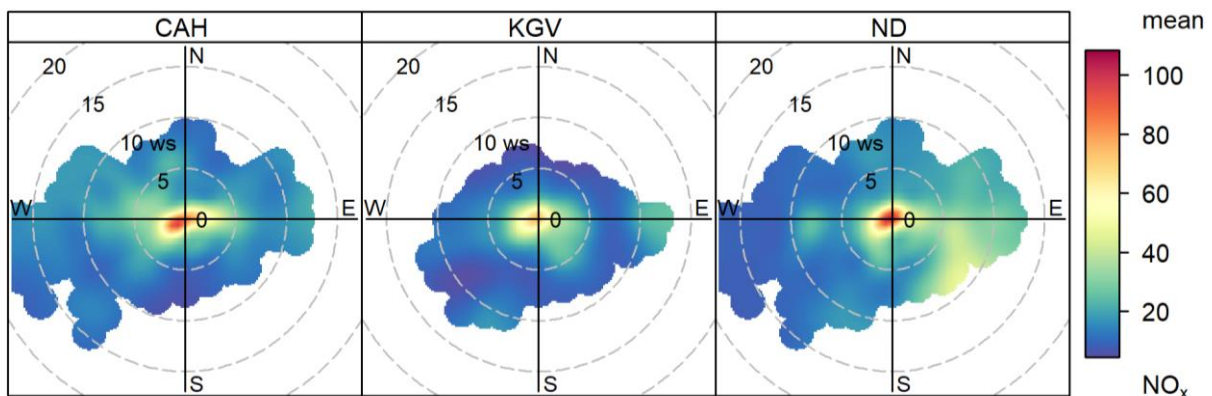 CAH KGV ND mean
N N N
20 20 20
15 15 15
10 ws 10 ws 10 ws
5 5 5
W 0 E W 0 E W 0 E
S S S
100
80
60
40
20
NOx